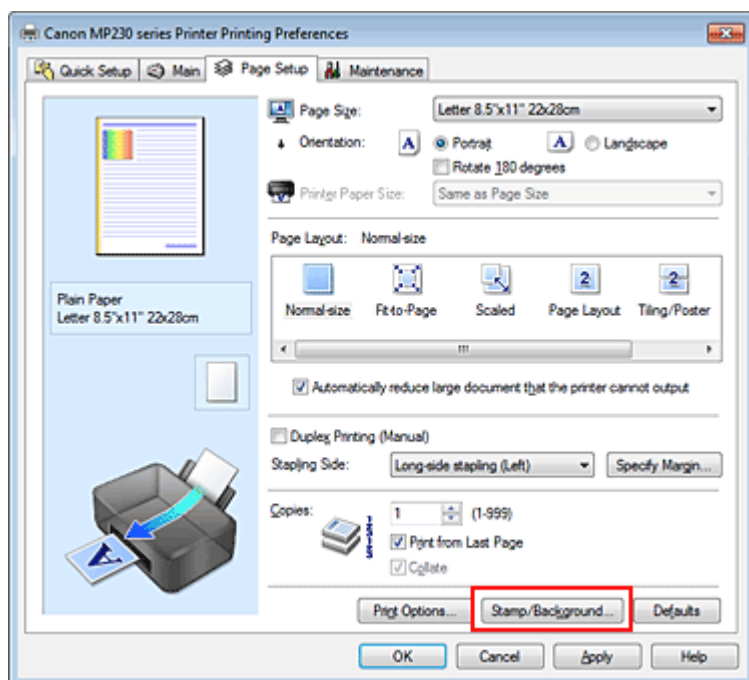 Canon MP230 series Printer Printing Preferences
Quick Setup Main Page Setup Maintenance
Page Size: Letter 8.5"x11" 22x28cm
Orientation: A Portrait A Landscape
Rotate 180 degrees
Printer Paper Size: Same as Page Size
Page Layout: Normal-size
2 2
Normal-size Fit-to-Page Scaled Page Layout Tiling/Poster
Plain Paper
Letter 8.5"x11" 22x28cm
Automatically reduce large document that the printer cannot output
Duplex Printing (Manual)
Stapling Side: Long-side stapling (Left) Specify Margin...
Copies: 1 (1-999)
Print from Last Page
Collate
A
Print Options... Stamp/Background... Defaults
OK Cancel Apply Help